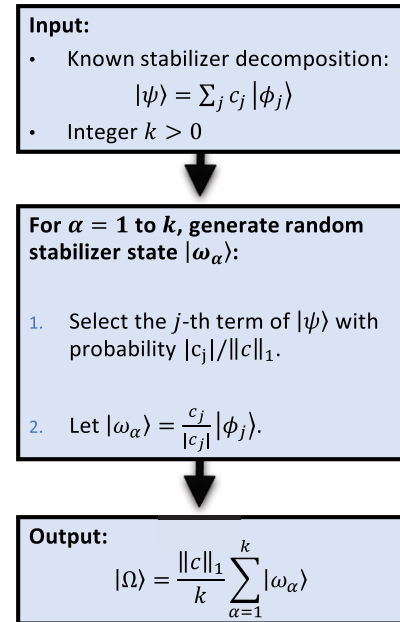 Input:
• Known stabilizer decomposition:
|ψ⟩ = ∑_j c_j |ϕ_j⟩
• Integer k > 0
For α = 1 to k, generate random
stabilizer state |ω_α⟩:
1. Select the j-th term of |ψ⟩ with
probability |c_j|/‖c‖_1.
2. Let |ω_α⟩ = c_j/|c_j| |ϕ_j⟩.
Output:
|Ω⟩ = ‖c‖_1/k ∑_{α=1}^{k} |ω_α⟩